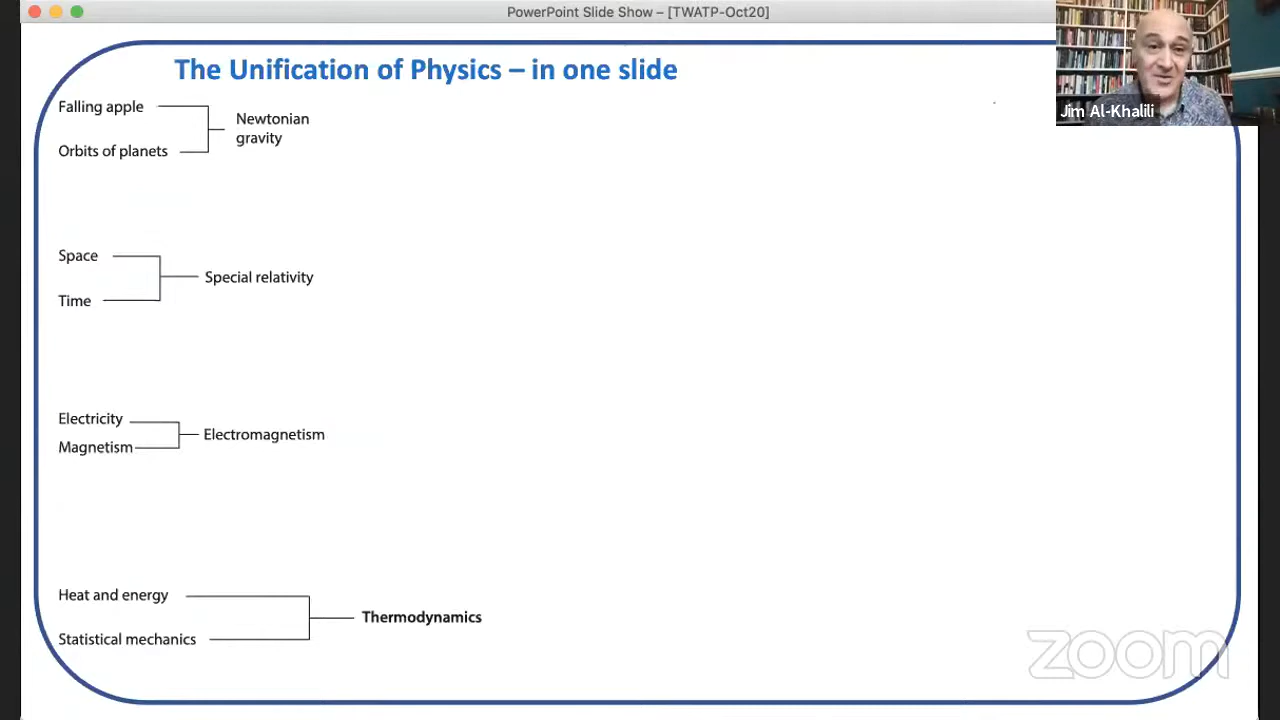 PowerPoint Slide Show – [TWATP-Oct20]
The Unification of Physics – in one slide
Jim Al-Khalili
Falling apple
Newtonian
gravity
Orbits of planets
Space
Special relativity
Time
Electricity
Electromagnetism
Magnetism
Heat and energy
Thermodynamics
Statistical mechanics
zoom